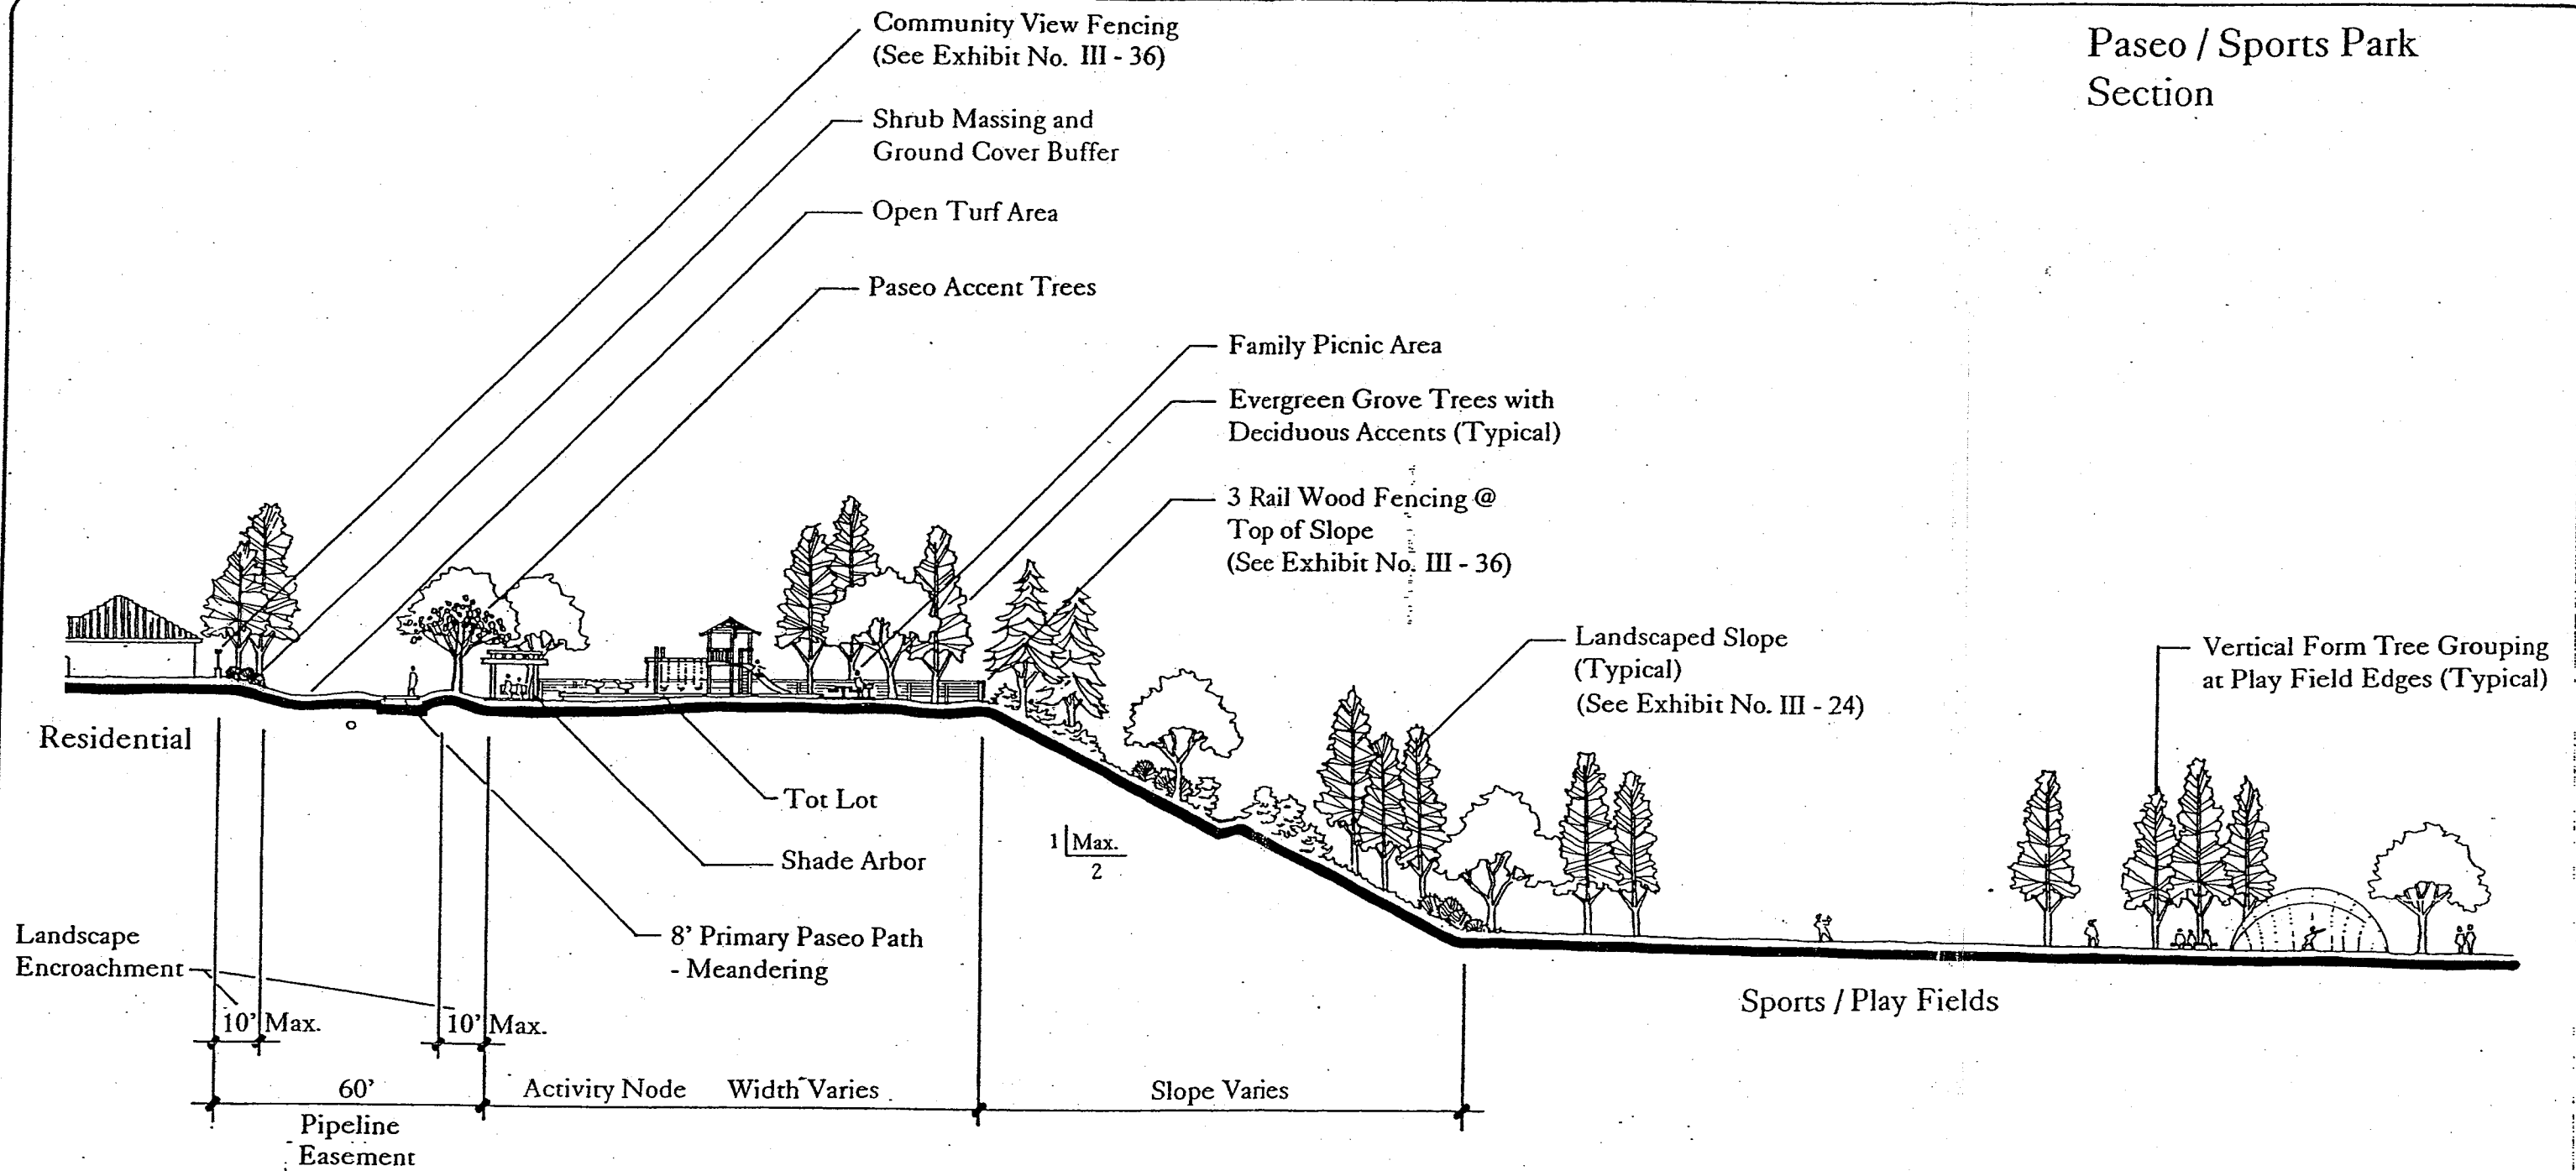 Paseo / Sports Park
Section
Community View Fencing
(See Exhibit No. III - 36)
Shrub Massing and
Ground Cover Buffer
Open Turf Area
Paseo Accent Trees
Family Picnic Area
Evergreen Grove Trees with
Deciduous Accents (Typical)
3 Rail Wood Fencing @
Top of Slope
(See Exhibit No. III - 36)
Landscaped Slope
(Typical)
(See Exhibit No. III - 24)
Vertical Form Tree Grouping
at Play Field Edges (Typical)
Residential
Tot Lot
Shade Arbor
8' Primary Paseo Path
- Meandering
1 Max.
2
Landscape
Encroachment
10' Max.
10' Max.
Sports / Play Fields
60'
Activity Node Width Varies
Slope Varies
Pipeline
Easement